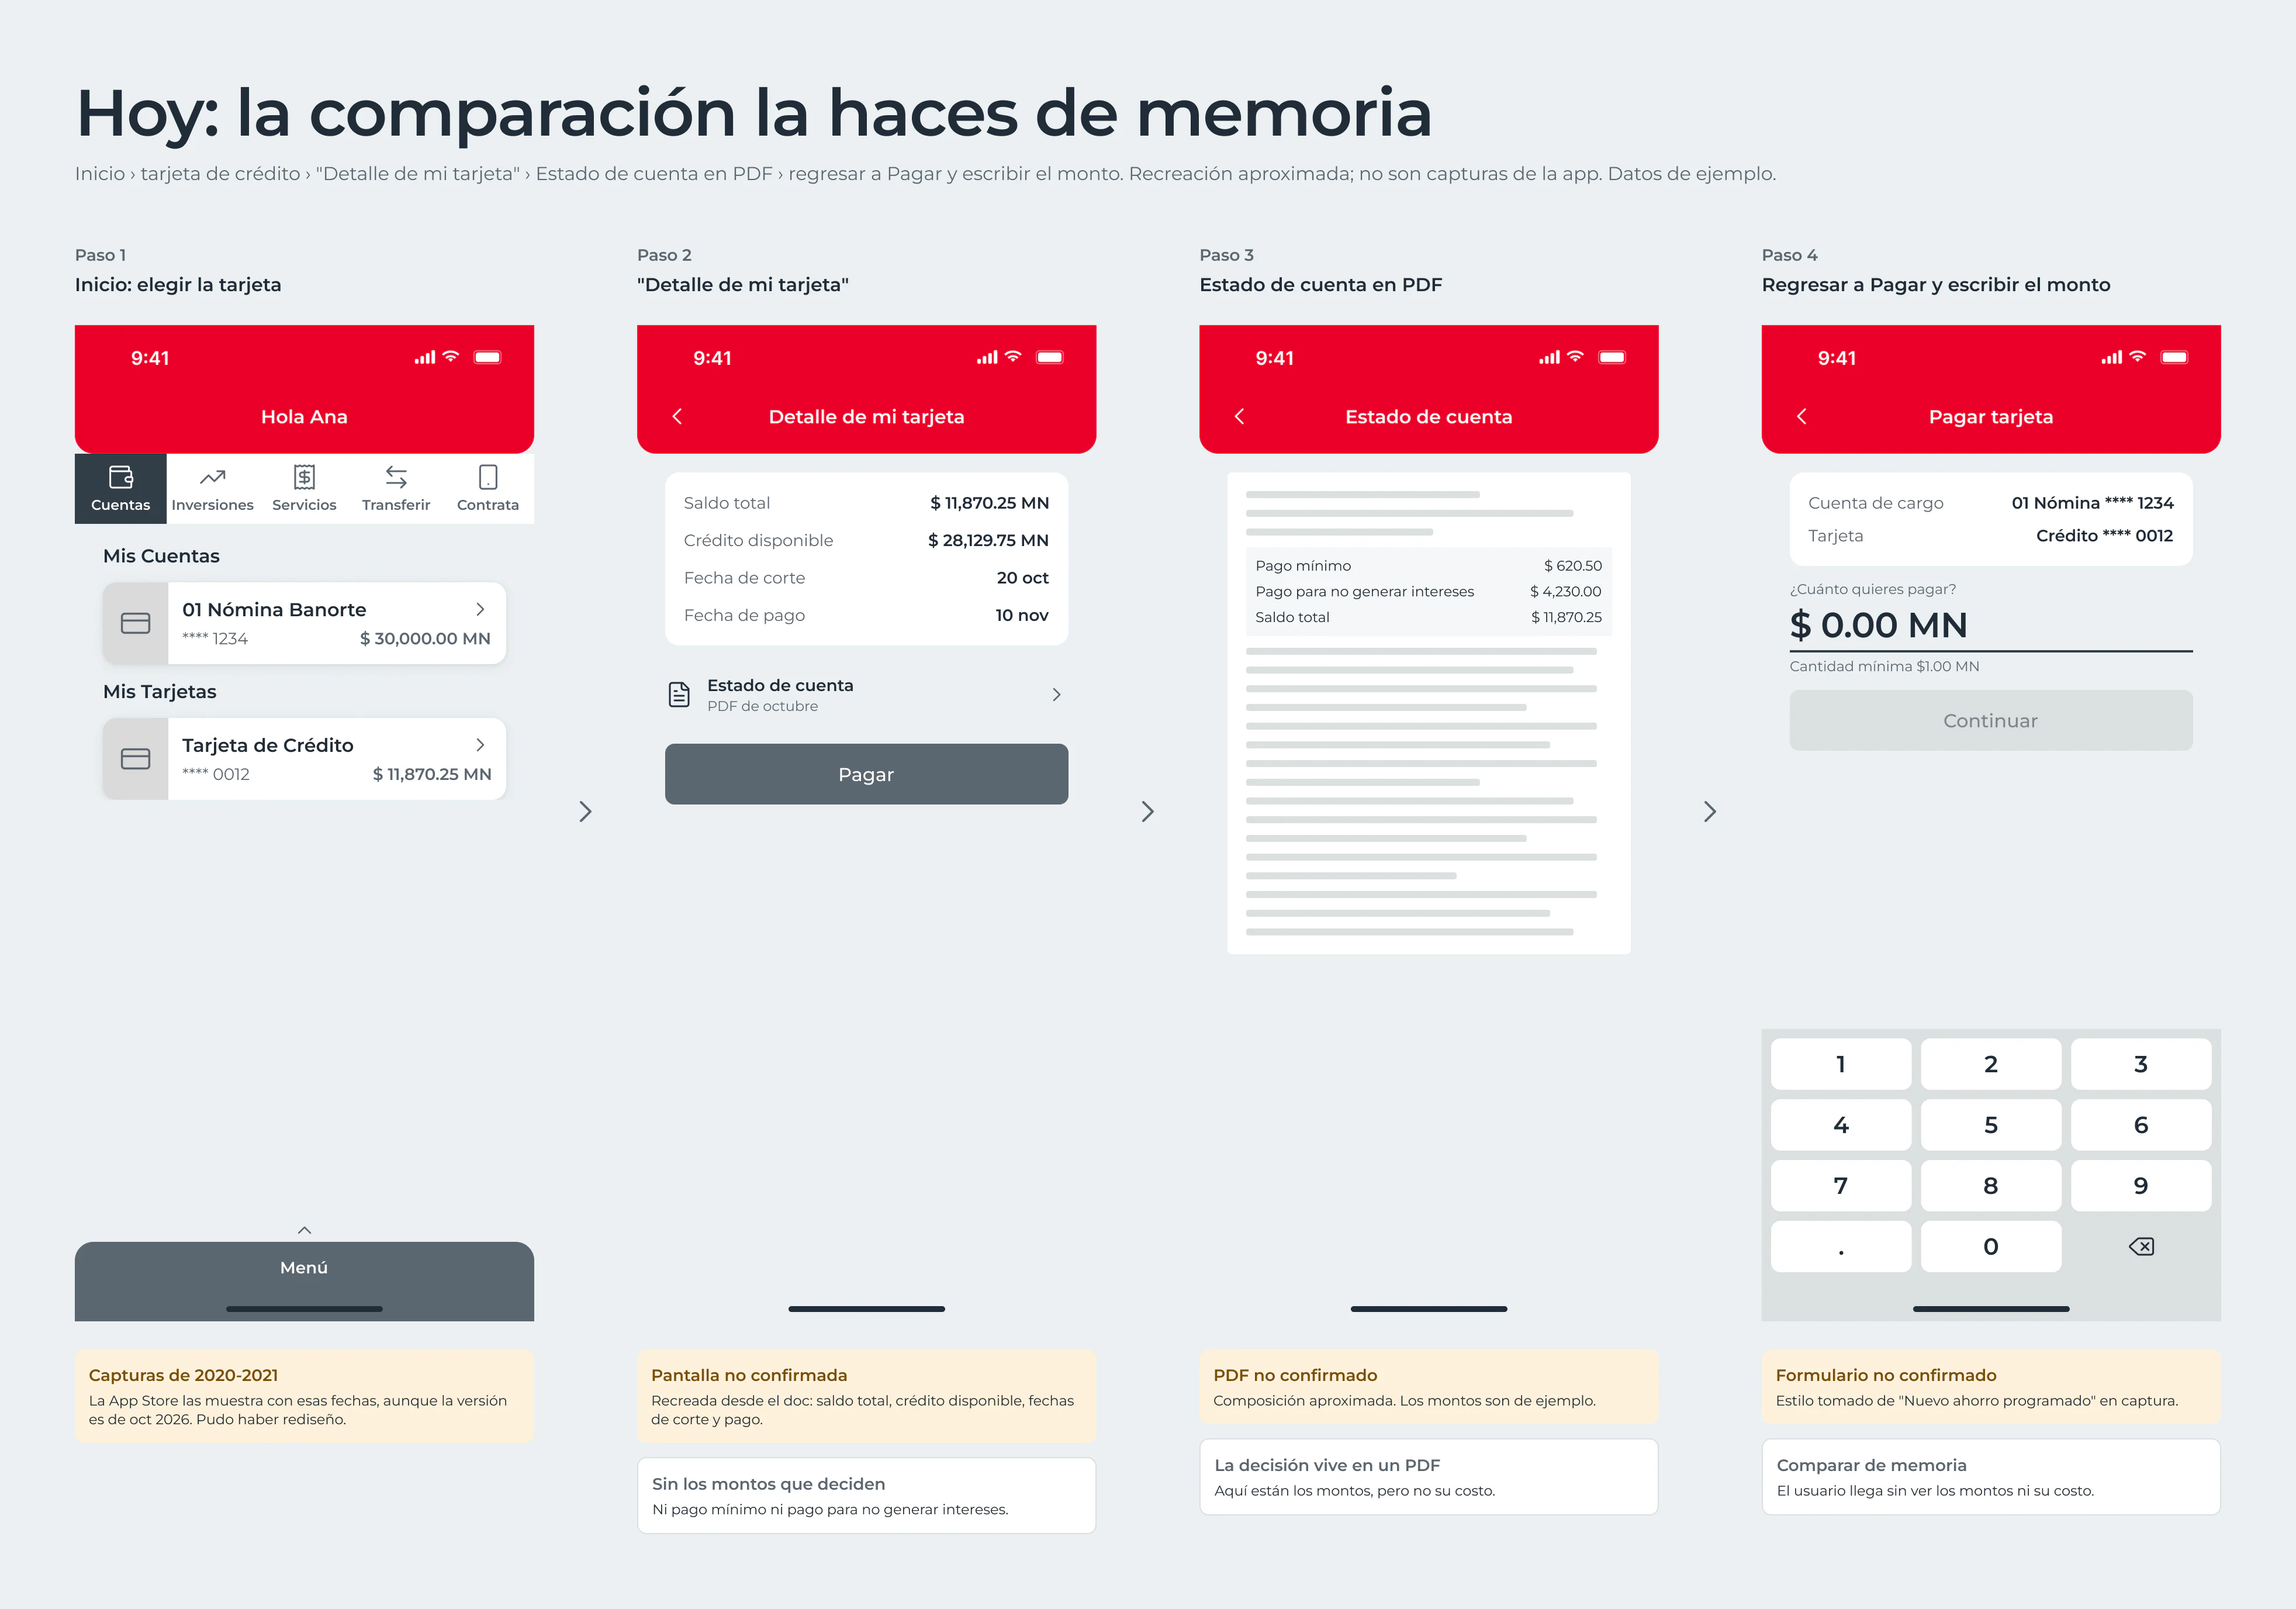 Hoy: la comparación la haces de memoria
Inicio › tarjeta de crédito › "Detalle de mi tarjeta" › Estado de cuenta en PDF › regresar a Pagar y escribir el monto. Recreación aproximada; no son capturas de la app. Datos de ejemplo.
Paso 1
Inicio: elegir la tarjeta
9:41
Hola Ana
Cuentas
Inversiones
Servicios
Transferir
Contrata
Mis Cuentas
01 Nómina Banorte
**** 1234
$ 30,000.00 MN
Mis Tarjetas
Tarjeta de Crédito
**** 0012
$ 11,870.25 MN
Menú
Capturas de 2020-2021
La App Store las muestra con esas fechas, aunque la versión
es de oct 2026. Pudo haber rediseño.
Paso 2
"Detalle de mi tarjeta"
9:41
Detalle de mi tarjeta
Saldo total $ 11,870.25 MN
Crédito disponible $ 28,129.75 MN
Fecha de corte 20 oct
Fecha de pago 10 nov
Estado de cuenta
PDF de octubre
Pagar
Pantalla no confirmada
Recreada desde el doc: saldo total, crédito disponible, fechas
de corte y pago.
Sin los montos que deciden
Ni pago mínimo ni pago para no generar intereses.
Paso 3
Estado de cuenta en PDF
9:41
Estado de cuenta
Pago mínimo $ 620.50
Pago para no generar intereses $ 4,230.00
Saldo total $ 11,870.25
PDF no confirmado
Composición aproximada. Los montos son de ejemplo.
La decisión vive en un PDF
Aquí están los montos, pero no su costo.
Paso 4
Regresar a Pagar y escribir el monto
9:41
Pagar tarjeta
Cuenta de cargo 01 Nómina **** 1234
Tarjeta Crédito **** 0012
¿Cuánto quieres pagar?
$ 0.00 MN
Cantidad mínima $1.00 MN
Continuar
1 2 3
4 5 6
7 8 9
. 0
Formulario no confirmado
Estilo tomado de "Nuevo ahorro programado" en captura.
Comparar de memoria
El usuario llega sin ver los montos ni su costo.